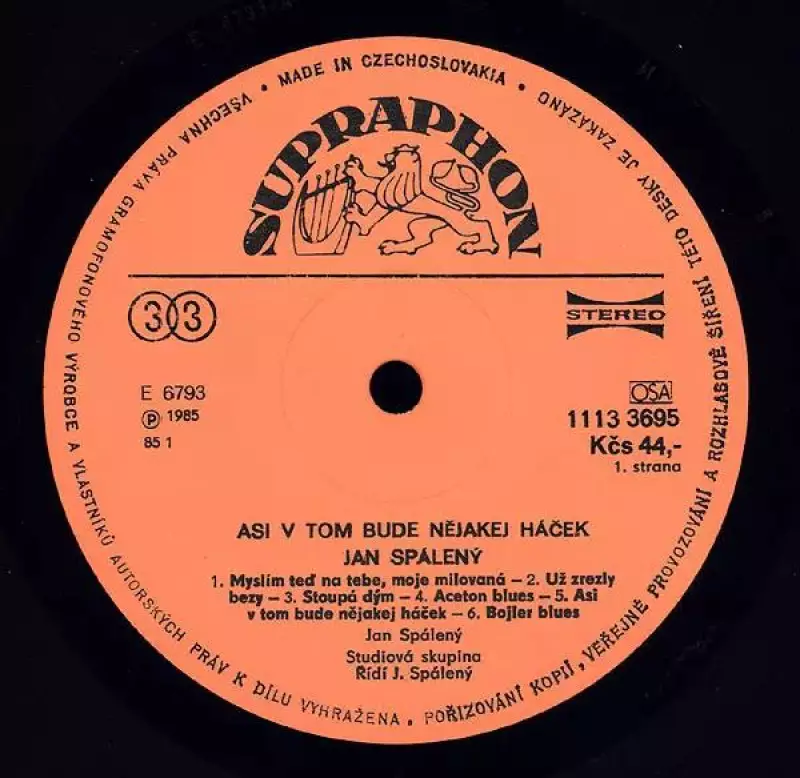 • MADE IN CZECHOSLOVAKIA •
VŠECHNA PRÁVA GRAMOFONOVÉHO VÝROBCE A VLASTNÍKŮ AUTORSKÝCH PRÁV K DÍLU VYHRAŽENA. POŘIZOVÁNÍ KOPIÍ, VEŘEJNÉ PROVOZOVÁNÍ A ROZHLASOVÉ ŠÍŘENÍ TÉTO DESKY JE ZAKÁZÁNO
SUPRAPHON
33
STEREO
E 6793
Ⓟ 1985
85 1
OSA
1113 3695
Kčs 44,-
1. strana
ASI V TOM BUDE NĚJAKEJ HÁČEK
JAN SPÁLENÝ
1. Myslím teď na tebe, moje milovaná – 2. Už zrezly
bezy – 3. Stoupá dým – 4. Aceton blues – 5. Asi
v tom bude nějakej háček – 6. Bojler blues
Jan Spálený
Studiová skupina
Řídí J. Spálený